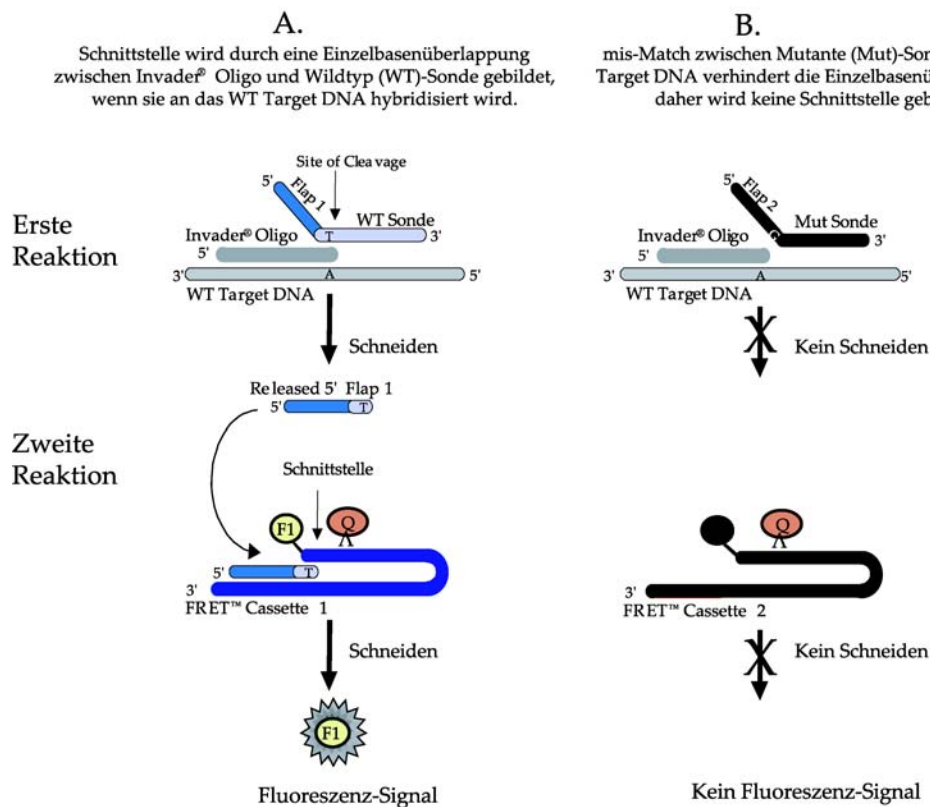 A.
Schnittstelle wird durch eine Einzelbasenüberlappung
zwischen Invader® Oligo und Wildtyp (WT)-Sonde gebildet,
wenn sie an das WT Target DNA hybridisiert wird.
B.
mis-Match zwischen Mutante (Mut)-Son
Target DNA verhindert die Einzelbasenü
daher wird keine Schnittstelle geb
Erste
Reaktion
Site of Cleavage
5'
Flap 1
WT Sonde
T
3'
Invader® Oligo
5'
3'
A
5'
WT Target DNA
Schneiden
5'
Flap 2
Mut Sonde
C
3'
Invader® Oligo
5'
3'
A
5'
WT Target DNA
X
Kein Schneiden
Zweite
Reaktion
Released 5' Flap 1
5'
T
Schnittstelle
F1
Q
5'
T
3'
FRET™ Cassette 1
Schneiden
F1
Fluoreszenz-Signal
Q
3'
FRET™ Cassette 2
X
Kein Schneiden
Kein Fluoreszenz-Signal